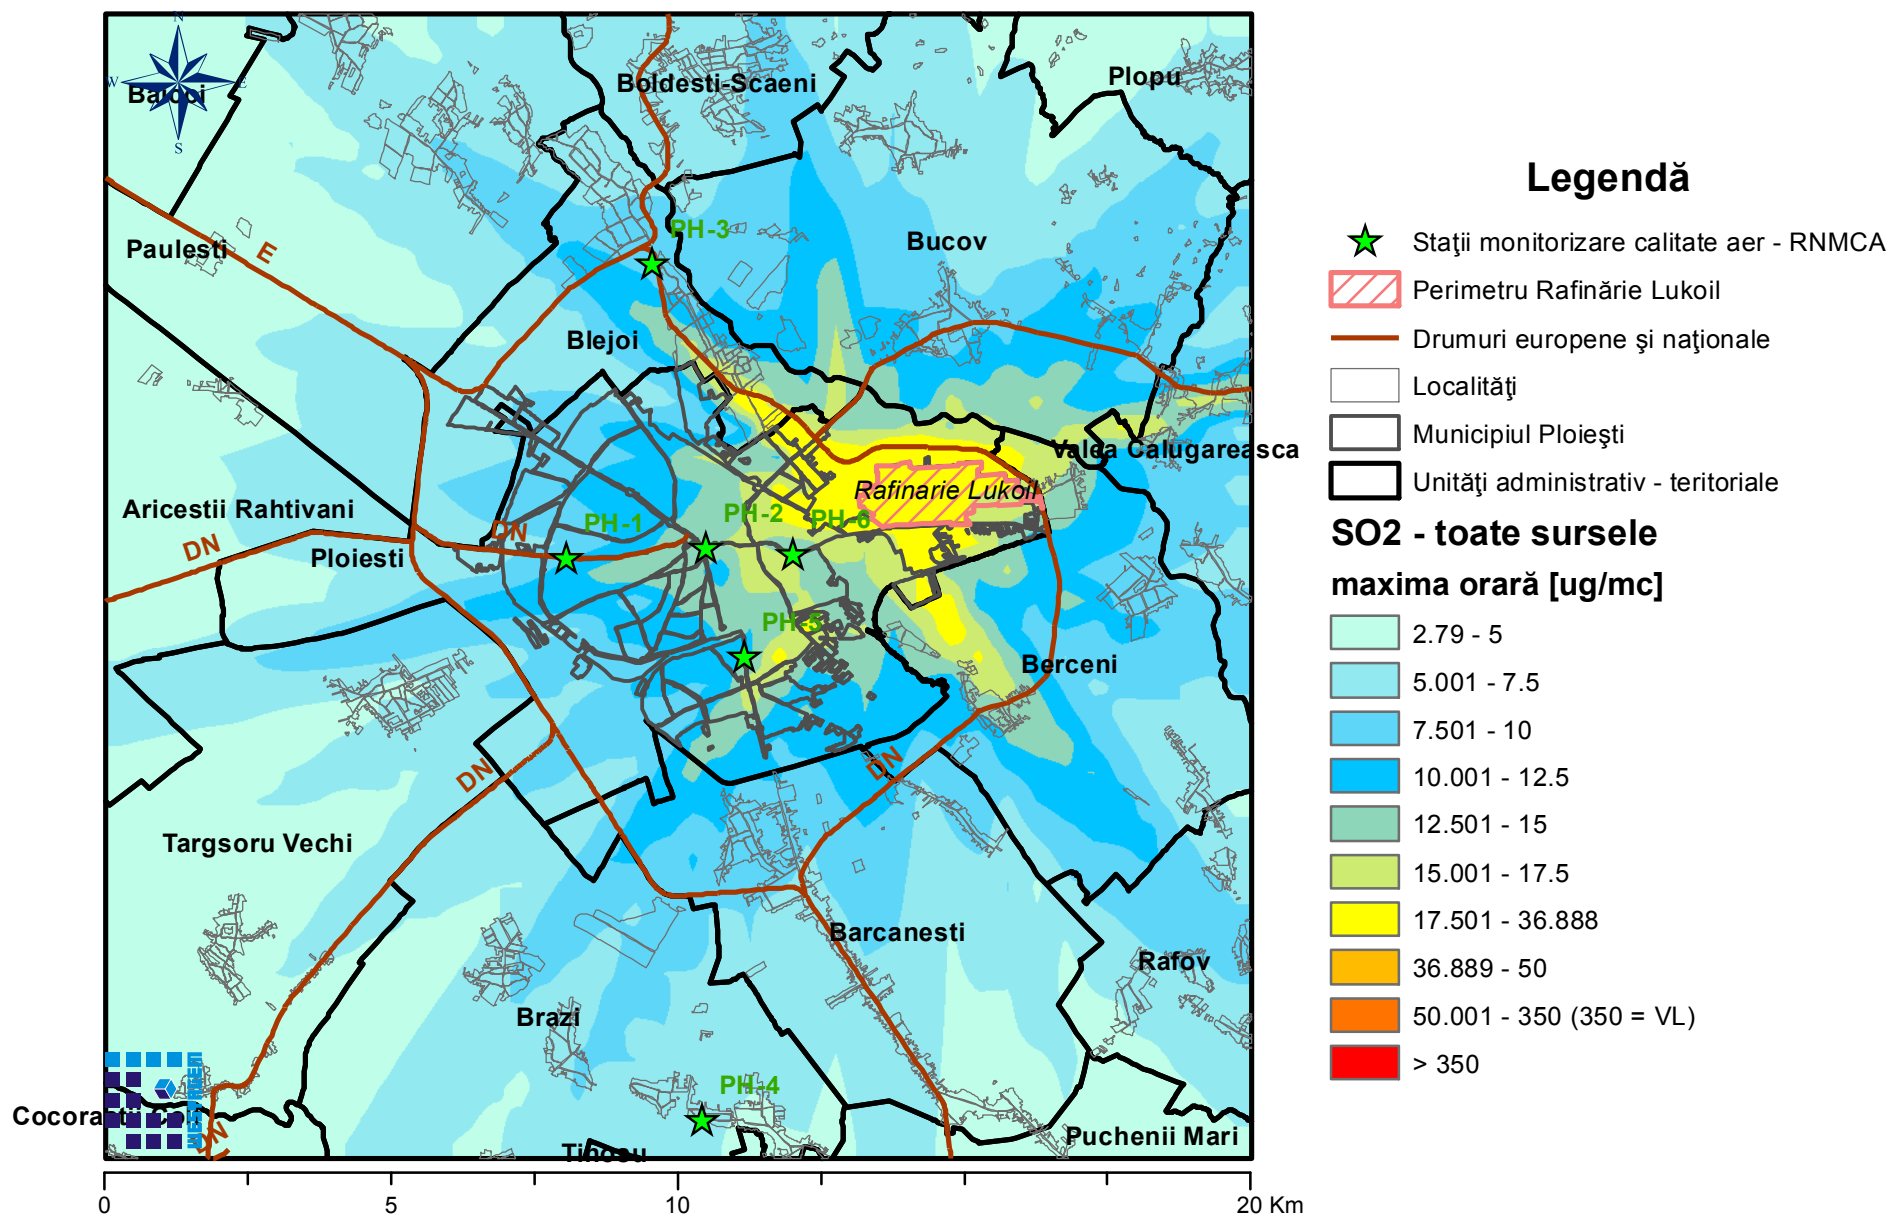 N
W
E
S
Baicoi
Boldesti-Scaeni
Plopu
PH-3
Paulesti
E
Bucov
Blejoi
Valea Calugareasca
Rafinarie Lukoil
Aricestii Rahtivani
DN
DN
PH-1
PH-2
PH-6
Ploiesti
PH-5
Berceni
DN
DN
Targsoru Vechi
Barcanesti
Rafov
Brazi
PH-4
DN
Puchenii Mari
Tinosu
0
5
10
20 Km
Legendă
Staţii monitorizare calitate aer - RNMCA
Perimetru Rafinărie Lukoil
Drumuri europene şi naţionale
Localităţi
Municipiul Ploieşti
Unităţi administrativ - teritoriale
SO2 - toate sursele
maxima orară [ug/mc]
2.79 - 5
5.001 - 7.5
7.501 - 10
10.001 - 12.5
12.501 - 15
15.001 - 17.5
17.501 - 36.888
36.889 - 50
50.001 - 350 (350 = VL)
> 350